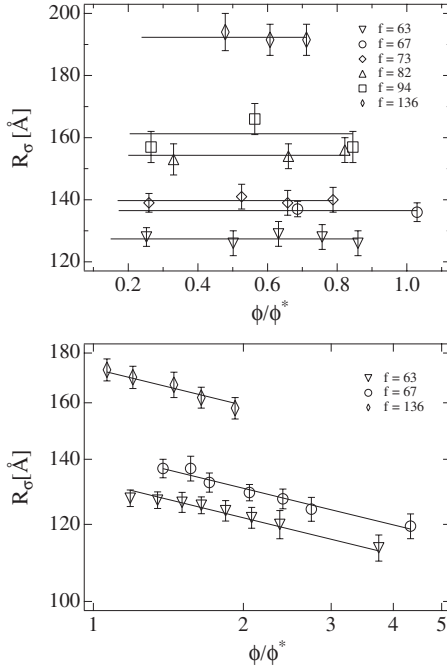 200
180
160
140
120
R_σ [Å]
0.2 0.4 0.6 0.8 1.0
ϕ/ϕ*
f = 63
f = 67
f = 73
f = 82
f = 94
f = 136
180
160
140
120
100
R_σ[Å]
1 2 3 4 5
ϕ/ϕ*
f = 63
f = 67
f = 136